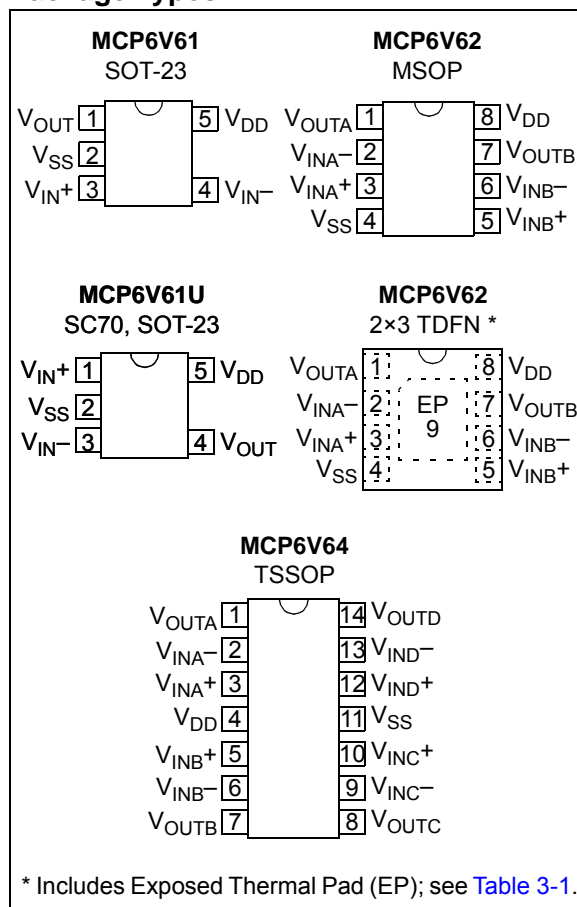 MCP6V61
SOT-23
VOUT 1 5 VDD
VSS 2
VIN+ 3 4 VIN–
MCP6V62
MSOP
VOUTA 1 8 VDD
VINA– 2 7 VOUTB
VINA+ 3 6 VINB–
VSS 4 5 VINB+
MCP6V61U
SC70, SOT-23
VIN+ 1 5 VDD
VSS 2
VIN– 3 4 VOUT
MCP6V62
2×3 TDFN *
VOUTA 1 8 VDD
VINA– 2 EP 7 VOUTB
VINA+ 3 9 6 VINB–
VSS 4 5 VINB+
MCP6V64
TSSOP
VOUTA 1 14 VOUTD
VINA– 2 13 VIND–
VINA+ 3 12 VIND+
VDD 4 11 VSS
VINB+ 5 10 VINC+
VINB– 6 9 VINC–
VOUTB 7 8 VOUTC
* Includes Exposed Thermal Pad (EP); see Table 3-1.